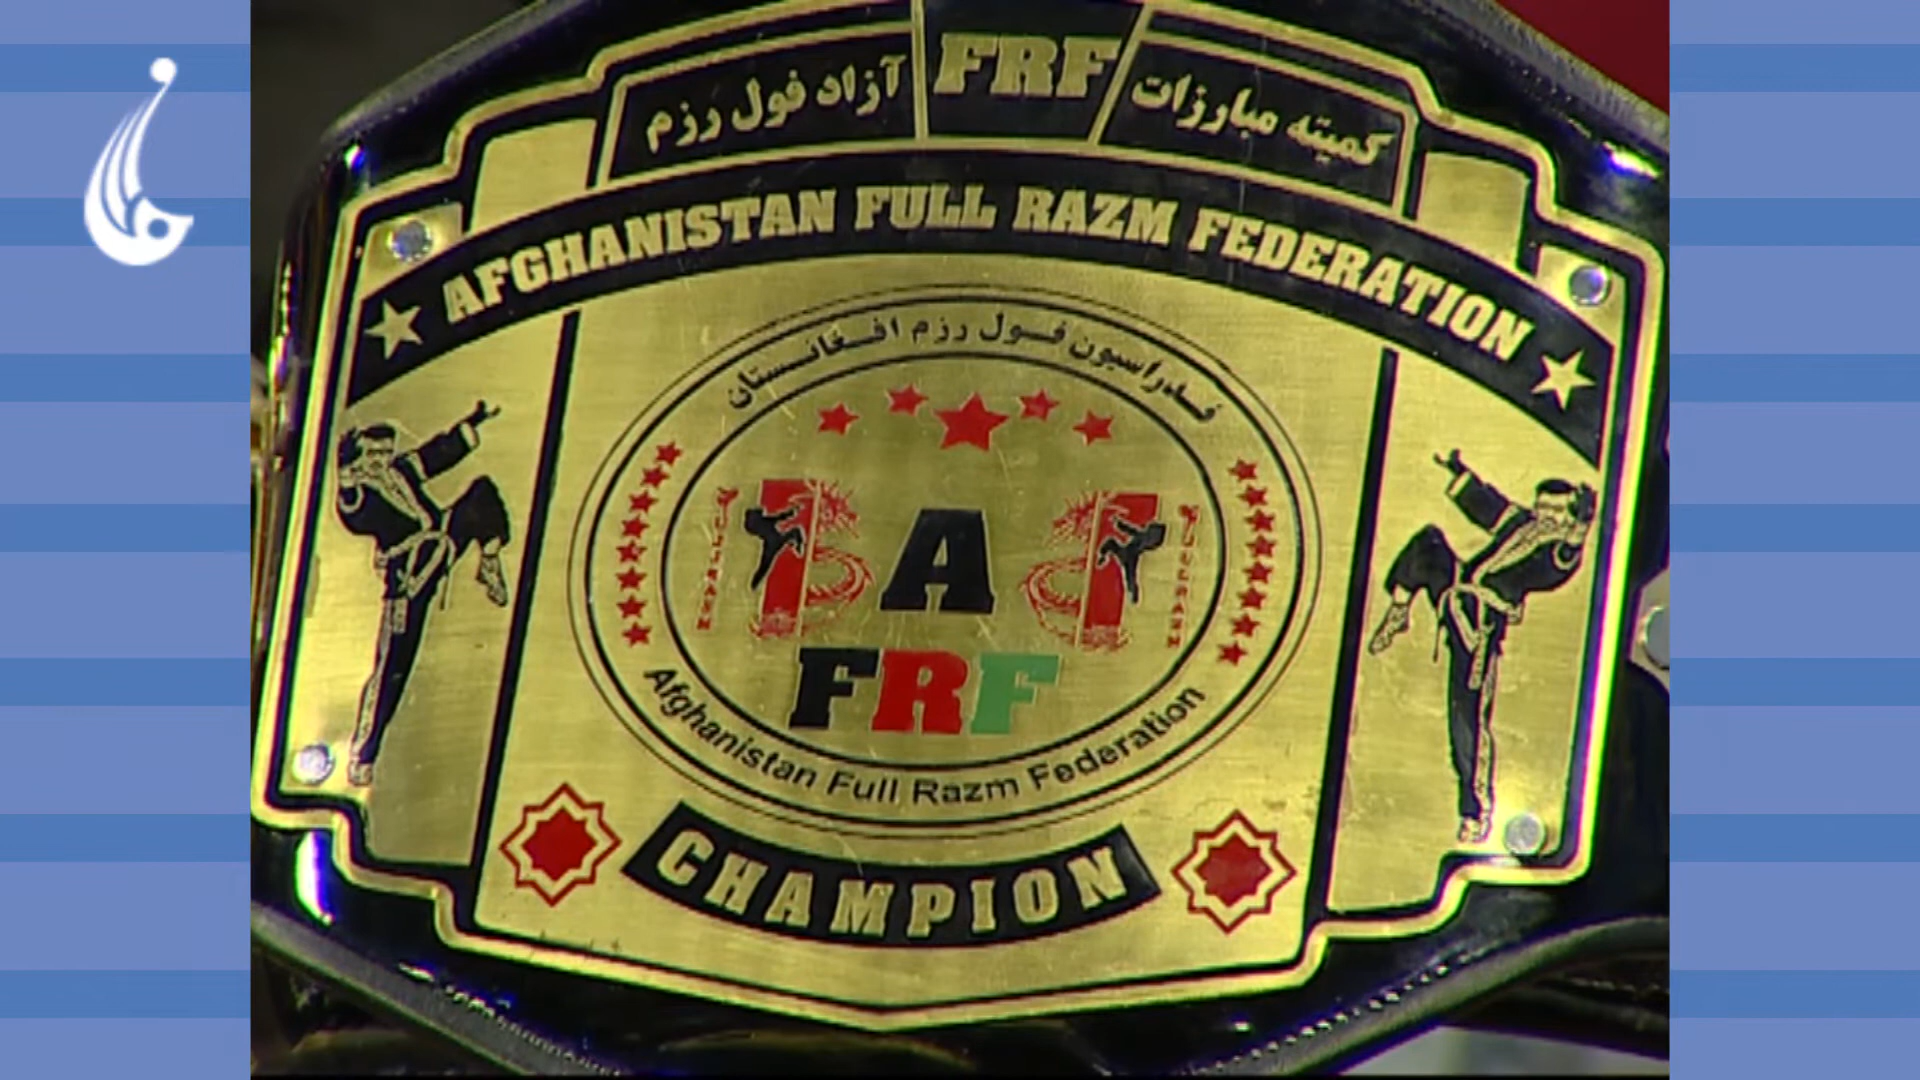 کمیته مبارزات FRF آزاد فول رزم
AFGHANISTAN FULL RAZM FEDERATION
فدراسیون فول رزم افغانستان
A
FRF
Afghanistan Full Razm Federation
CHAMPION